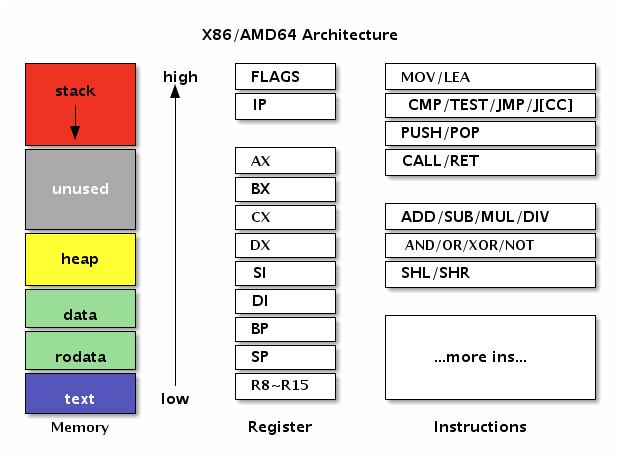 X86/AMD64 Architecture
stack
unused
heap
data
rodata
text
Memory
high
low
FLAGS
IP
AX
BX
CX
DX
SI
DI
BP
SP
R8~R15
Register
MOV/LEA
CMP/TEST/JMP/J[CC]
PUSH/POP
CALL/RET
ADD/SUB/MUL/DIV
AND/OR/XOR/NOT
SHL/SHR
...more ins...
Instructions